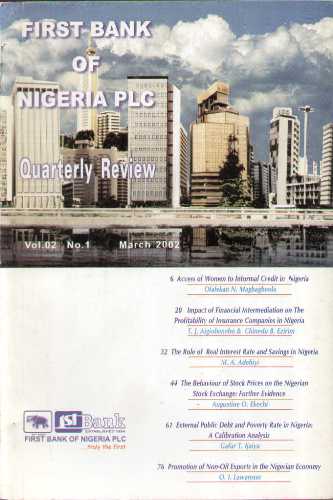 FIRST BANK
OF
NIGERIA PLC
Quarterly Review
Vol.02 No.1 March 2002
6 Access of Women to Informal Credit in Nigeria
Olalekan N. Magbagbeola
20 Impact of Financial Intermediation on The
Profitability of Insurance Companies in Nigeria
T. J. Aigiobenebo & Chinedu B. Ezirim
32 The Role of Real Interest Rate and Savings in Nigeria
M. A. Adebiyi
44 The Behaviour of Stock Prices on the Nigerian
Stock Exchange: Further Evidence
- Augustine O. Ekechi
61 External Public Debt and Poverty Rate in Nigeria:
A Calibration Analysis
Gafar T. Ijaiya
76 Promotion of Non-Oil Exports in the Nigerian Economy
O. I. Lawanson
1st Bank
ESTABLISHED 1894
FIRST BANK OF NIGERIA PLC
...truly the first